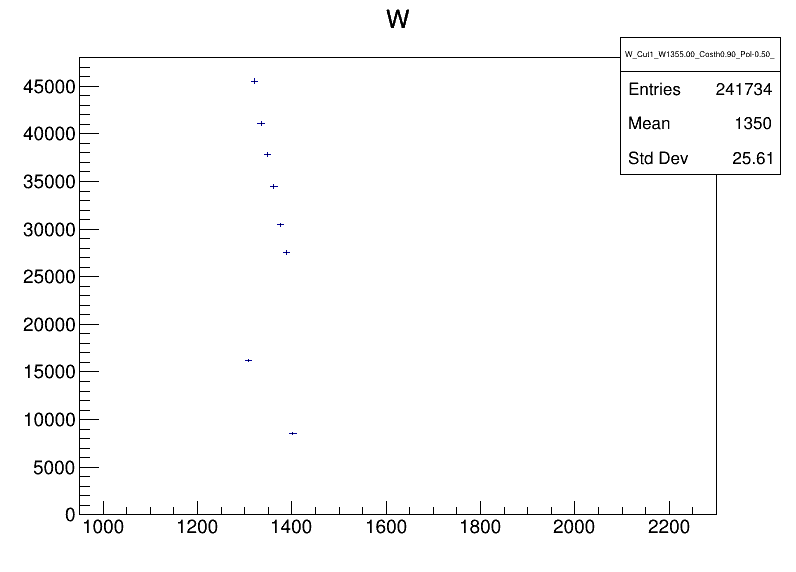 W
W_Cut1_W1355.00_Costh0.90_Pol-0.50_
Entries 241734
Mean 1350
Std Dev 25.61
45000
40000
35000
30000
25000
20000
15000
10000
5000
0
1000 1200 1400 1600 1800 2000 2200